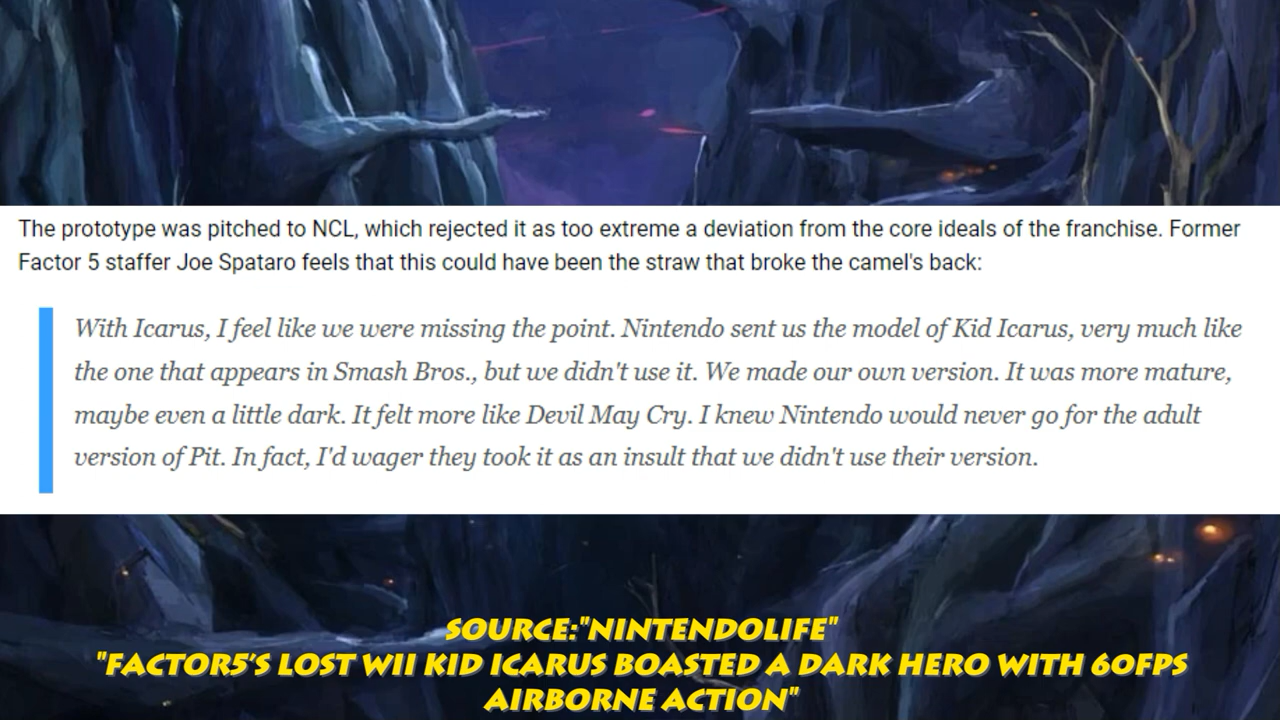 The prototype was pitched to NCL, which rejected it as too extreme a deviation from the core ideals of the franchise. Former
Factor 5 staffer Joe Spataro feels that this could have been the straw that broke the camel's back:
With Icarus, I feel like we were missing the point. Nintendo sent us the model of Kid Icarus, very much like
the one that appears in Smash Bros., but we didn't use it. We made our own version. It was more mature,
maybe even a little dark. It felt more like Devil May Cry. I knew Nintendo would never go for the adult
version of Pit. In fact, I'd wager they took it as an insult that we didn't use their version.
SOURCE:"NINTENDOLIFE"
"FACTOR5'S LOST WII KID ICARUS BOASTED A DARK HERO WITH 60FPS
AIRBORNE ACTION"